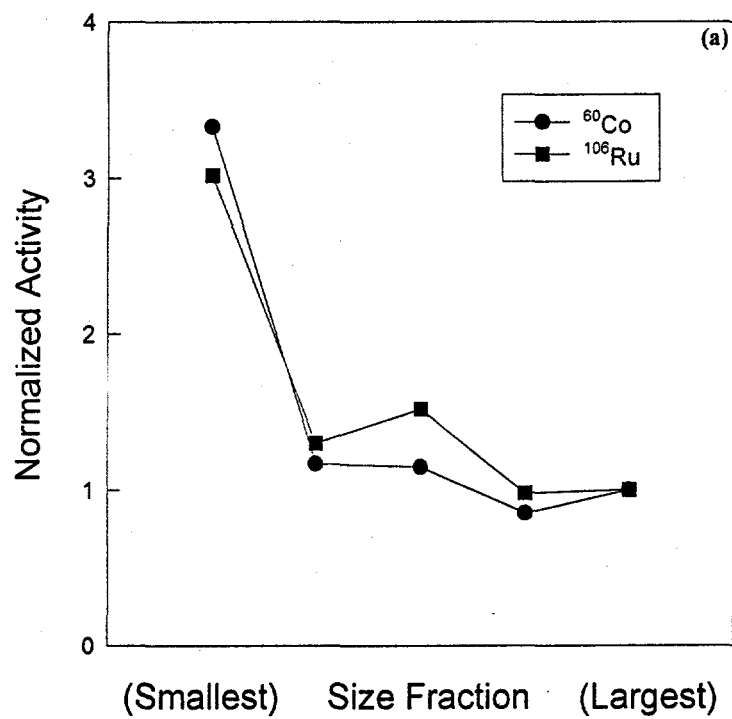 (a)
4
3
2
1
0
Normalized Activity
⁶⁰Co
¹⁰⁶Ru
(Smallest) Size Fraction (Largest)